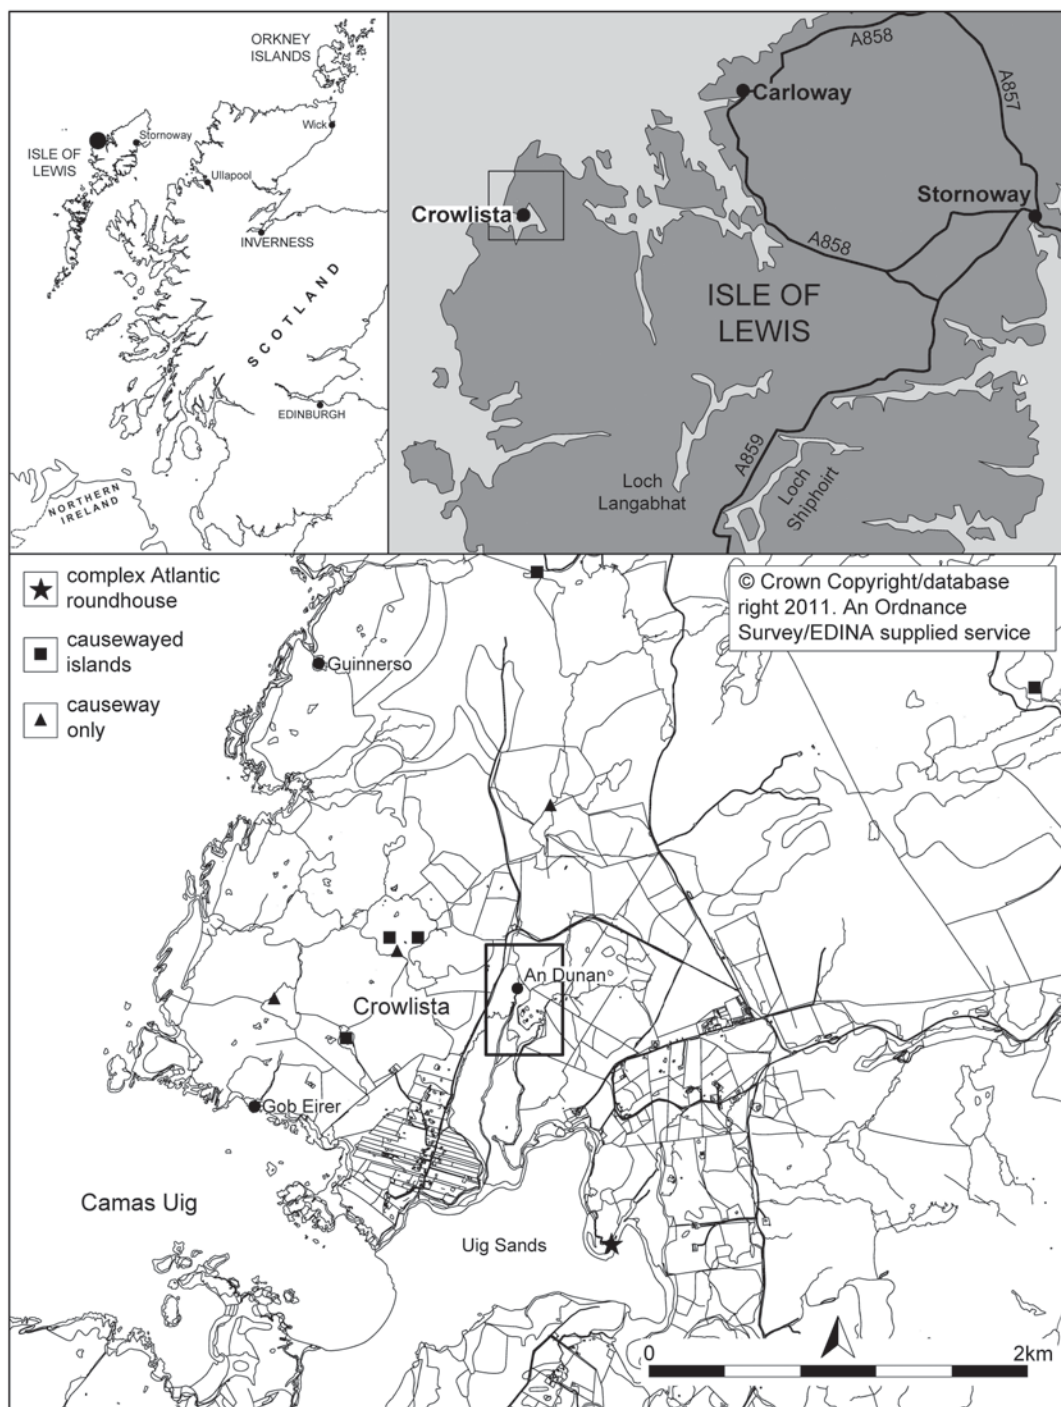 ORKNEY
ISLANDS
Wick
Stornoway
ISLE OF
LEWIS
Ullapool
INVERNESS
SCOTLAND
EDINBURGH
NORTHERN
IRELAND
A858
A857
Carloway
Stornoway
Crowlista
A858
ISLE OF
LEWIS
A859
Loch
Langabhat
Loch
Shiphoirt
complex Atlantic
roundhouse
causewayed
islands
causeway
only
© Crown Copyright/database
right 2011. An Ordnance
Survey/EDINA supplied service
Guinnerso
An Dunan
Crowlista
Gob Eirer
Camas Uig
Uig Sands
0
2km